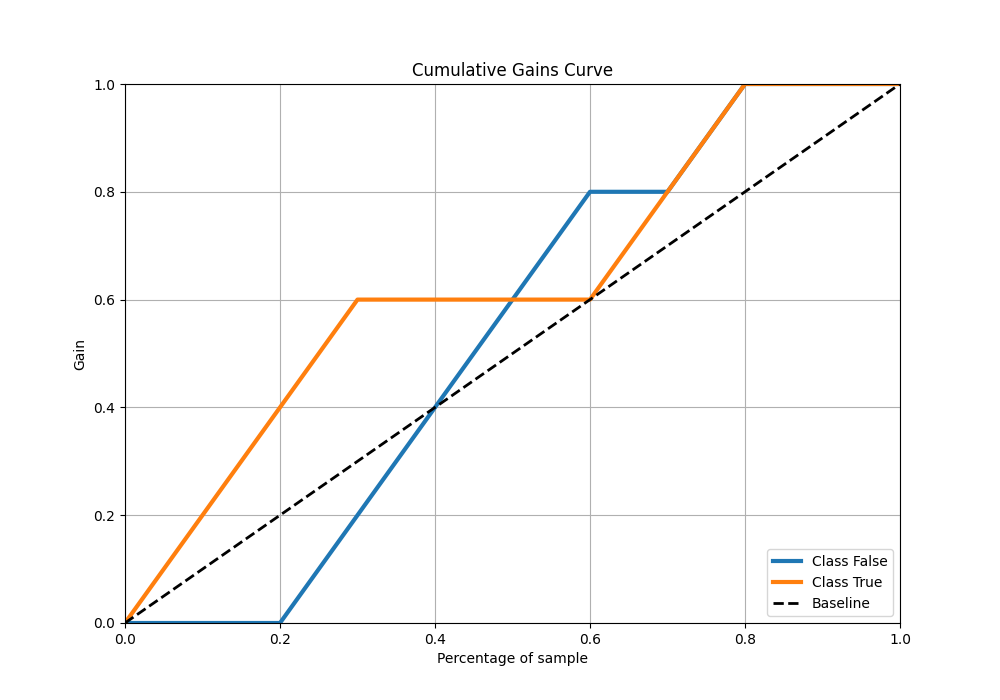 Cumulative Gains Curve
1.0
0.8
0.6
0.4
0.2
0.0
Gain
0.0 0.2 0.4 0.6 0.8 1.0
Percentage of sample
Class False
Class True
Baseline